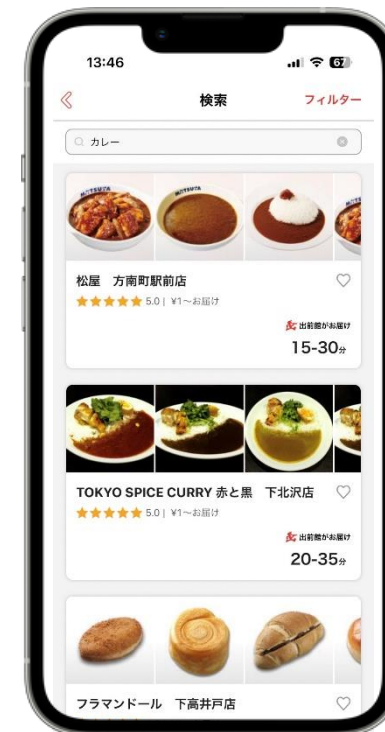 13:46
67
検索
フィルター
カレー
松屋　方南町駅前店
5.0 | ¥1～お届け
出前館がお届け
15-30分
TOKYO SPICE CURRY 赤と黒　下北沢店
5.0 | ¥1～お届け
出前館がお届け
20-35分
フラマンドール　下高井戸店